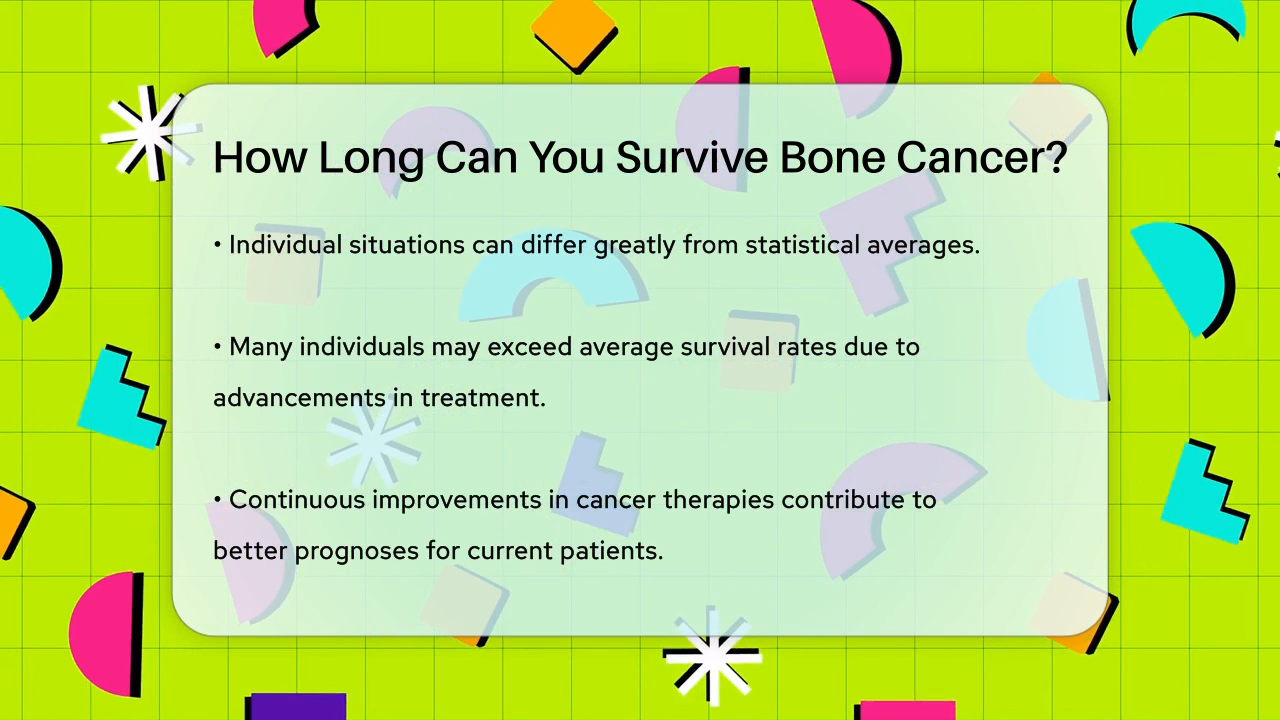 How Long Can You Survive Bone Cancer?
• Individual situations can differ greatly from statistical averages.
• Many individuals may exceed average survival rates due to
advancements in treatment.
• Continuous improvements in cancer therapies contribute to
better prognoses for current patients.